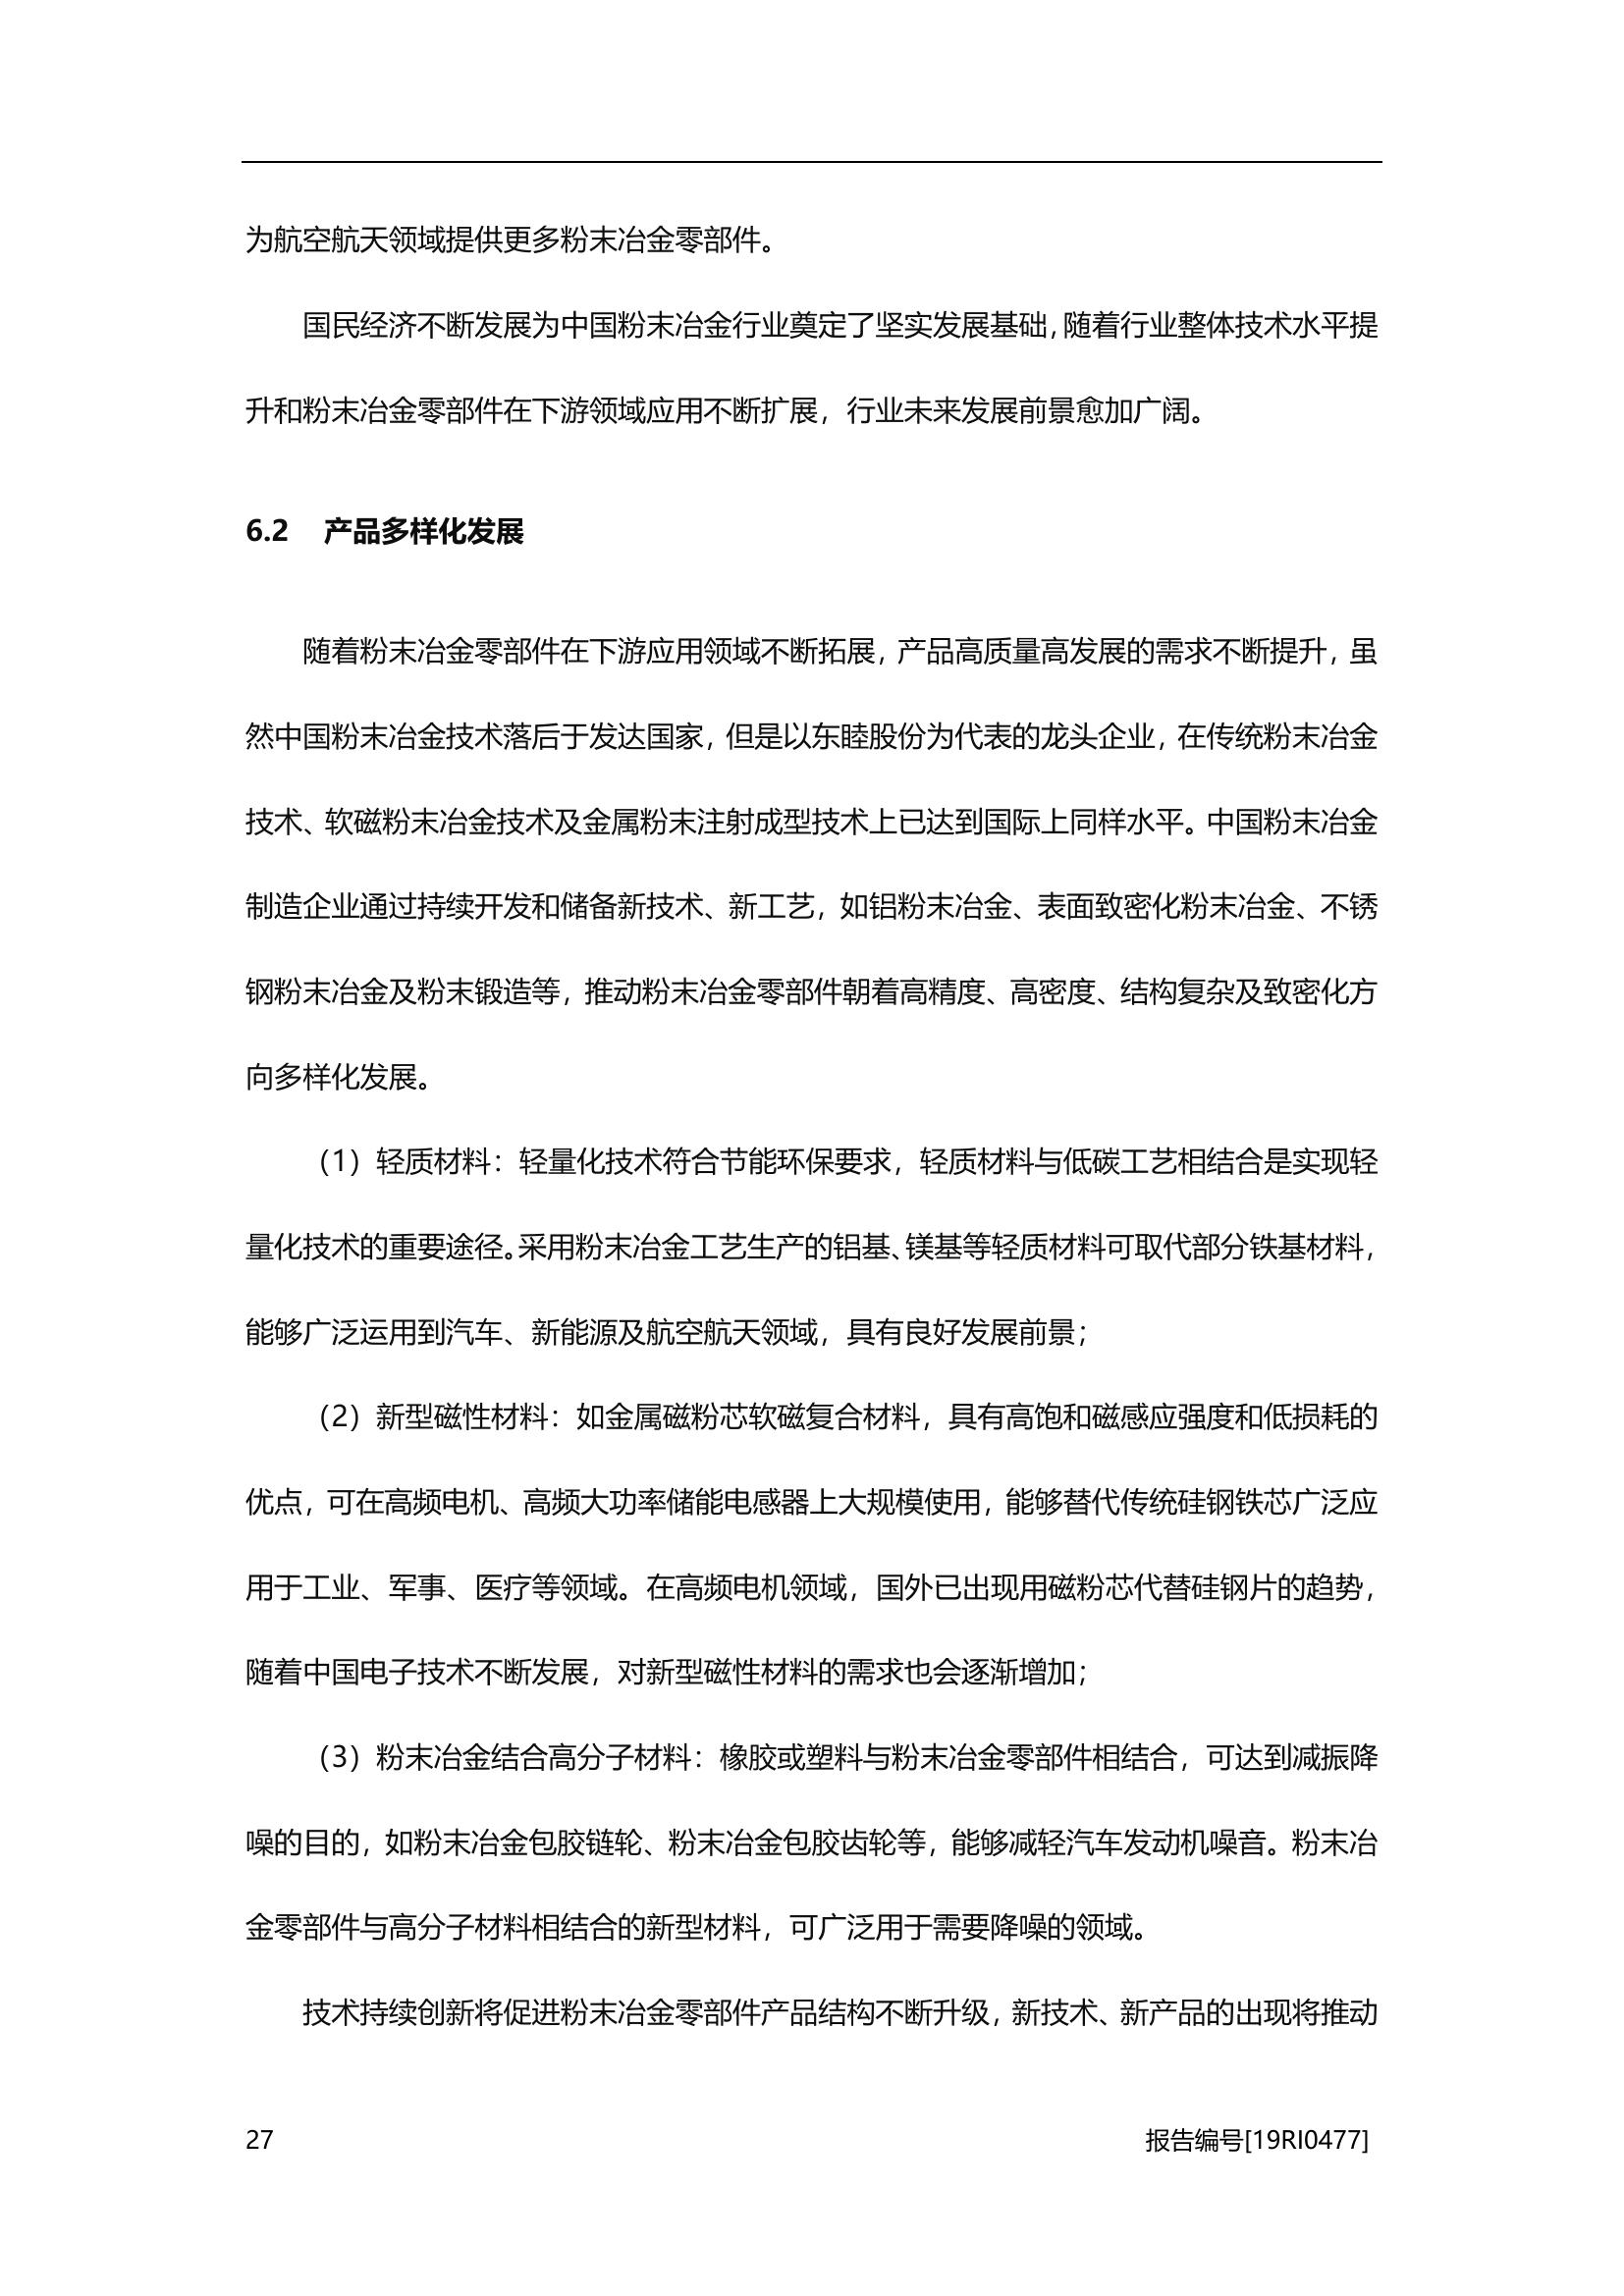 为航空航天领域提供更多粉末冶金零部件。
国民经济不断发展为中国粉末冶金行业奠定了坚实发展基础，随着行业整体技术水平提
升和粉末冶金零部件在下游领域应用不断扩展，行业未来发展前景愈加广阔。
6.2 产品多样化发展
随着粉末冶金零部件在下游应用领域不断拓展，产品高质量高发展的需求不断提升，虽
然中国粉末冶金技术落后于发达国家，但是以东睦股份为代表的龙头企业，在传统粉末冶金
技术、软磁粉末冶金技术及金属粉末注射成型技术上已达到国际上同样水平。中国粉末冶金
制造企业通过持续开发和储备新技术、新工艺，如铝粉末冶金、表面致密化粉末冶金、不锈
钢粉末冶金及粉末锻造等，推动粉末冶金零部件朝着高精度、高密度、结构复杂及致密化方
向多样化发展。
（1）轻质材料：轻量化技术符合节能环保要求，轻质材料与低碳工艺相结合是实现轻
量化技术的重要途径。采用粉末冶金工艺生产的铝基、镁基等轻质材料可取代部分铁基材料，
能够广泛运用到汽车、新能源及航空航天领域，具有良好发展前景；
（2）新型磁性材料：如金属磁粉芯软磁复合材料，具有高饱和磁感应强度和低损耗的
优点，可在高频电机、高频大功率储能电感器上大规模使用，能够替代传统硅钢铁芯广泛应
用于工业、军事、医疗等领域。在高频电机领域，国外已出现用磁粉芯代替硅钢片的趋势，
随着中国电子技术不断发展，对新型磁性材料的需求也会逐渐增加；
（3）粉末冶金结合高分子材料：橡胶或塑料与粉末冶金零部件相结合，可达到减振降
噪的目的，如粉末冶金包胶链轮、粉末冶金包胶齿轮等，能够减轻汽车发动机噪音。粉末冶
金零部件与高分子材料相结合的新型材料，可广泛用于需要降噪的领域。
技术持续创新将促进粉末冶金零部件产品结构不断升级，新技术、新产品的出现将推动
27 报告编号[19RI0477]